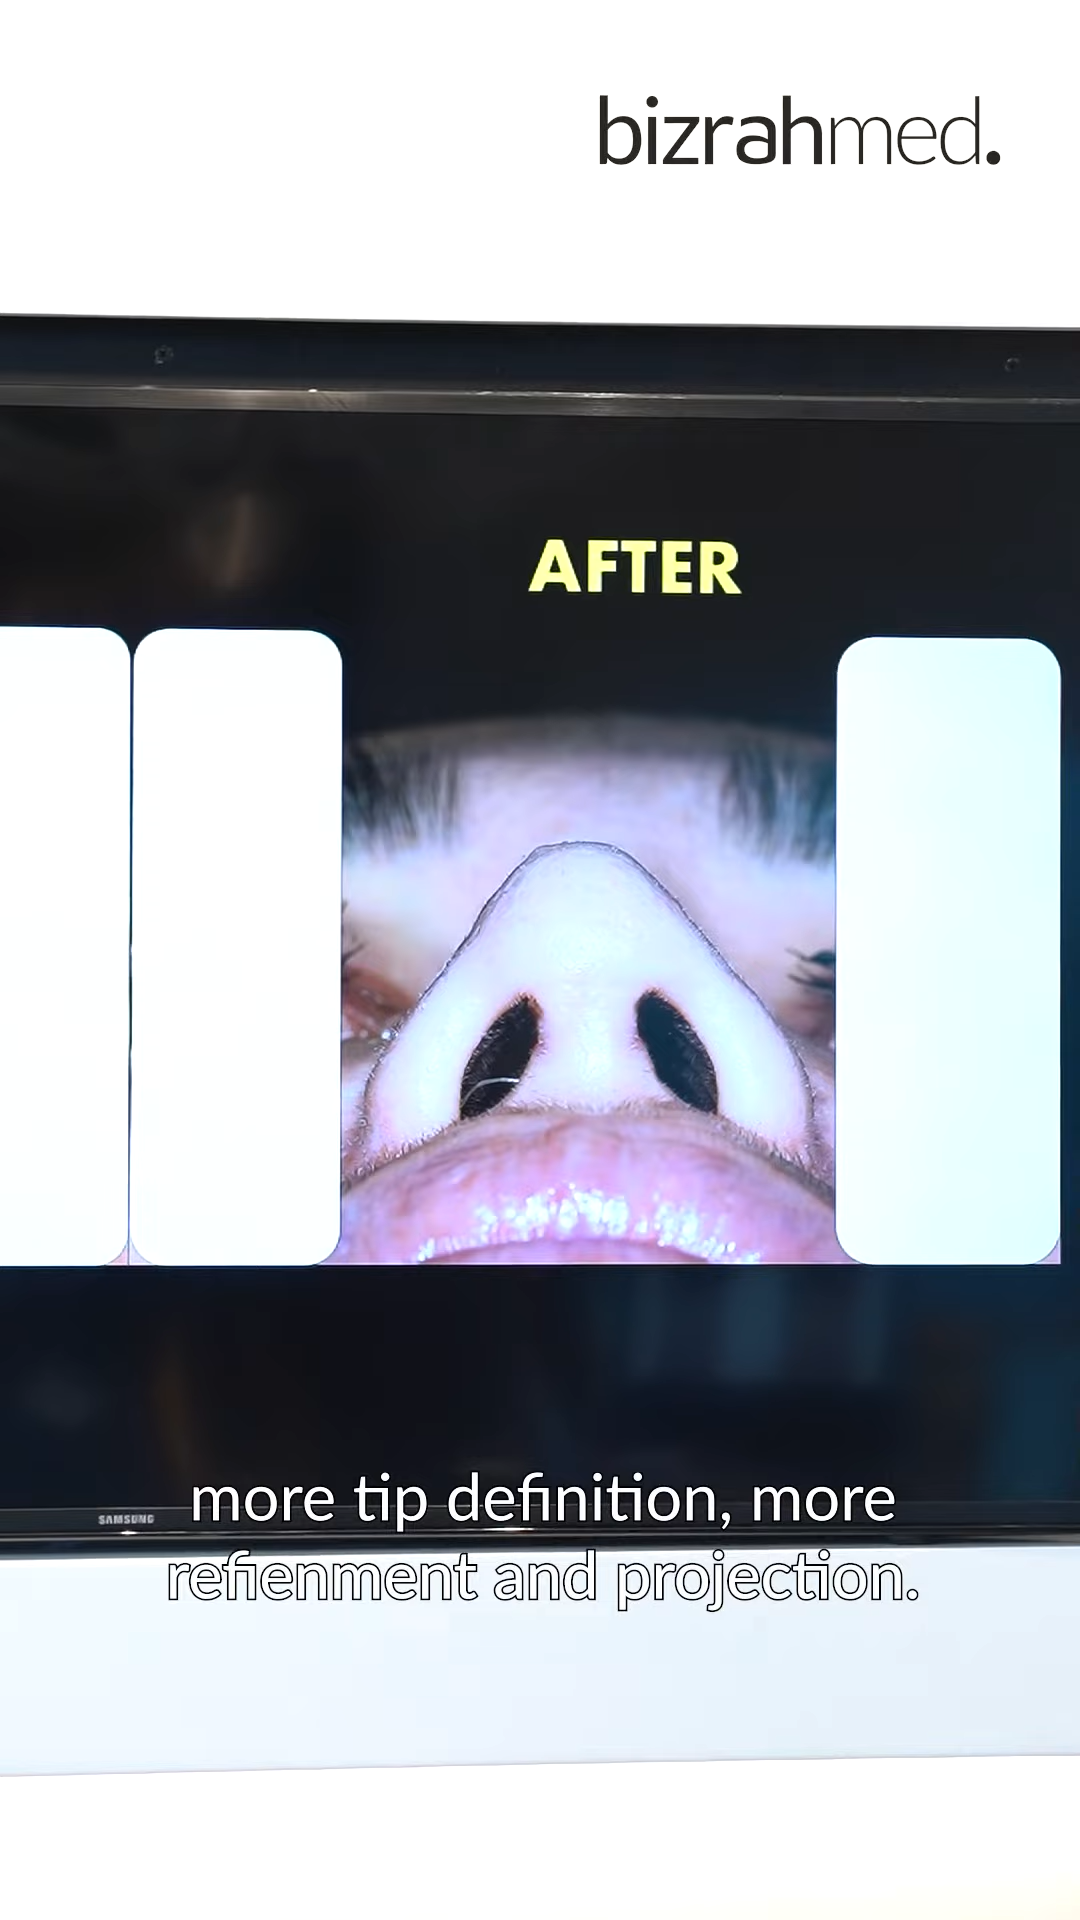 bizrahmed.
AFTER
SAMSUNG
more tip definition, more
refienment and projection.